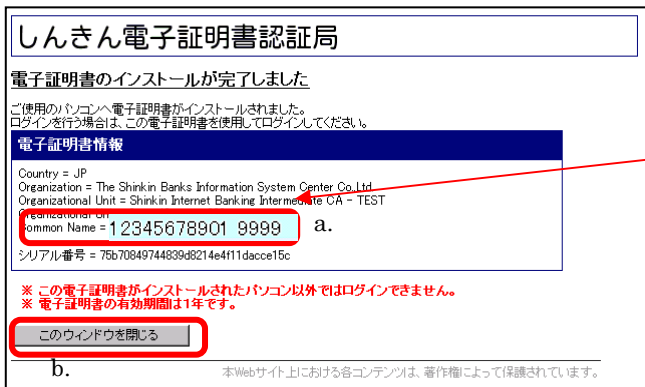 しんきん電子証明書認証局
電子証明書のインストールが完了しました
ご使用のパソコンへ電子証明書がインストールされました。
ログインを行う場合は、この電子証明書を使用してログインしてください。
電子証明書情報
Country = JP
Organization = The Shinkin Banks Information System Center Co.,Ltd.
Organizational Unit = Shinkin Internet Banking Intermediate CA - TEST
Organizational
Common Name = 12345678901 9999 a.
シリアル番号 = 75b70849744839d8214e4f11dacce15c
※ この電子証明書がインストールされたパソコン以外ではログインできません。
※ 電子証明書の有効期間は1年です。
このウィンドウを閉じる
b.
本Webサイト上における各コンテンツは、著作権によって保護されています。